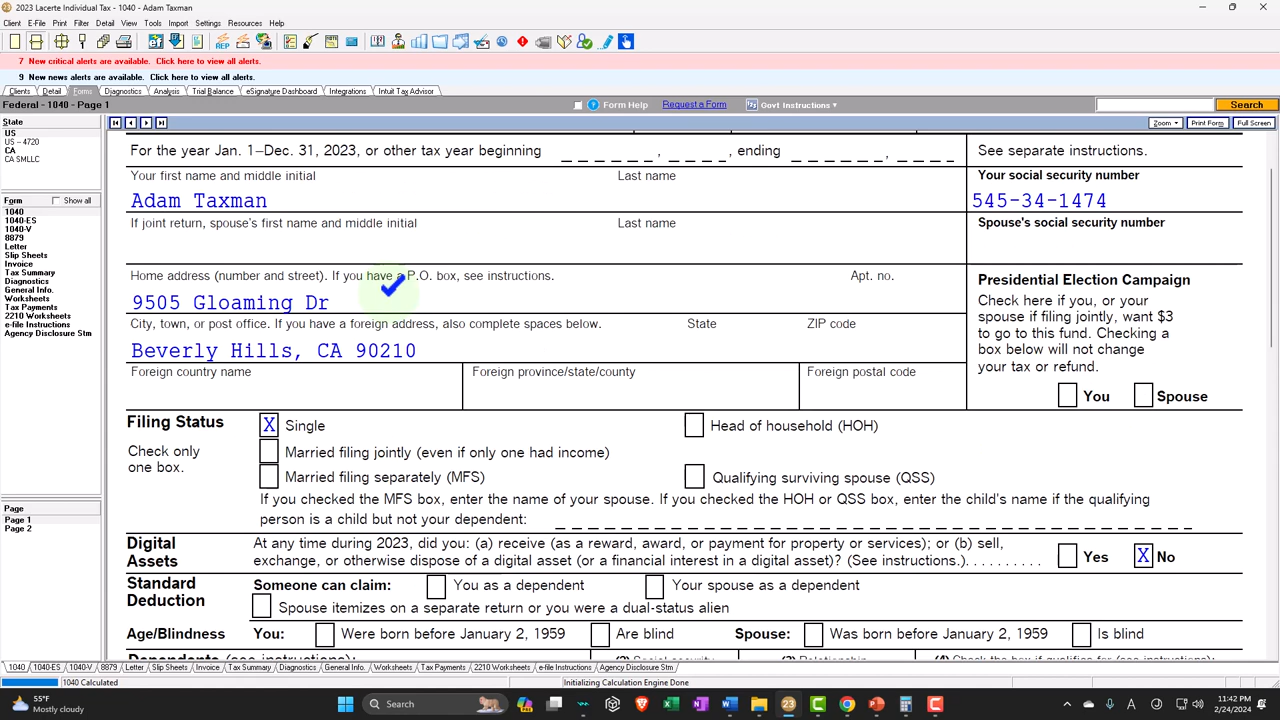 2023 Lacerte Individual Tax - 1040 - Adam Taxman
Client E-File Print Filter Detail View Tools Import Settings Resources Help
REP
7 New critical alerts are available. Click here to view all alerts.
9 New news alerts are available. Click here to view all alerts.
Clients Detail Forms Diagnostics Analysis Trial Balance eSignature Dashboard Integrations Intuit Tax Advisor
Federal - 1040 - Page 1
Form Help Request a Form Govt Instructions Search
State
US
US – 4720
CA
CA SMLLC
Form Show all
1040
1040-ES
1040-V
8879
Letter
Slip Sheets
Invoice
Tax Summary
Diagnostics
General Info.
Worksheets
Tax Payments
2210 Worksheets
e-file Instructions
Agency Disclosure Stm
Page
Page 1
Page 2
Zoom Print Form Full Screen
For the year Jan. 1–Dec. 31, 2023, or other tax year beginning , , ending , See separate instructions.
Your first name and middle initial Last name Your social security number
Adam Taxman 545-34-1474
If joint return, spouse's first name and middle initial Last name Spouse's social security number
Home address (number and street). If you have a P.O. box, see instructions. Apt. no.
9505 Gloaming Dr
City, town, or post office. If you have a foreign address, also complete spaces below. State ZIP code
Beverly Hills, CA 90210
Foreign country name Foreign province/state/county Foreign postal code
Presidential Election Campaign
Check here if you, or your
spouse if filing jointly, want $3
to go to this fund. Checking a
box below will not change
your tax or refund.
You Spouse
Filing Status X Single Head of household (HOH)
Check only
one box.
Married filing jointly (even if only one had income)
Married filing separately (MFS) Qualifying surviving spouse (QSS)
If you checked the MFS box, enter the name of your spouse. If you checked the HOH or QSS box, enter the child's name if the qualifying
person is a child but not your dependent:
Digital
Assets
At any time during 2023, did you: (a) receive (as a reward, award, or payment for property or services); or (b) sell,
exchange, or otherwise dispose of a digital asset (or a financial interest in a digital asset)? (See instructions.). . . . . . . . . . Yes X No
Standard
Deduction
Someone can claim: You as a dependent Your spouse as a dependent
Spouse itemizes on a separate return or you were a dual-status alien
Age/Blindness You: Were born before January 2, 1959 Are blind Spouse: Was born before January 2, 1959 Is blind
1040 1040-ES 1040-V 8879 Letter Slip Sheets Invoice Tax Summary Diagnostics General Info. Worksheets Tax Payments 2210 Worksheets e-file Instructions Agency Disclosure Stm
1040 Calculated Initializing Calculation Engine Done
55°F
Mostly cloudy
Search
23
11:42 PM
2/24/2024